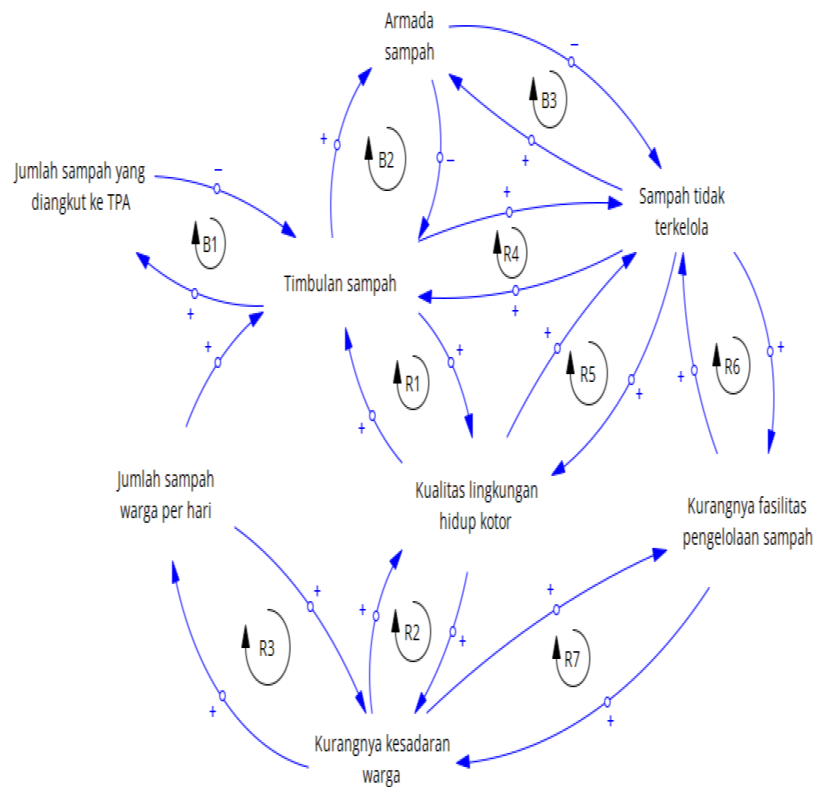 Armada
sampah
−
B3
+
B2
−
+
Jumlah sampah yang
diangkut ke TPA
−
B1
+
Sampah tidak
terkelola
+
R4
+
Timbulan sampah
+
+
R1
+
+
R5
+
R6
+
+
Jumlah sampah
warga per hari
Kualitas lingkungan
hidup kotor
Kurangnya fasilitas
pengelolaan sampah
+
R3
+
+
R2
+
+
R7
+
Kurangnya kesadaran
warga